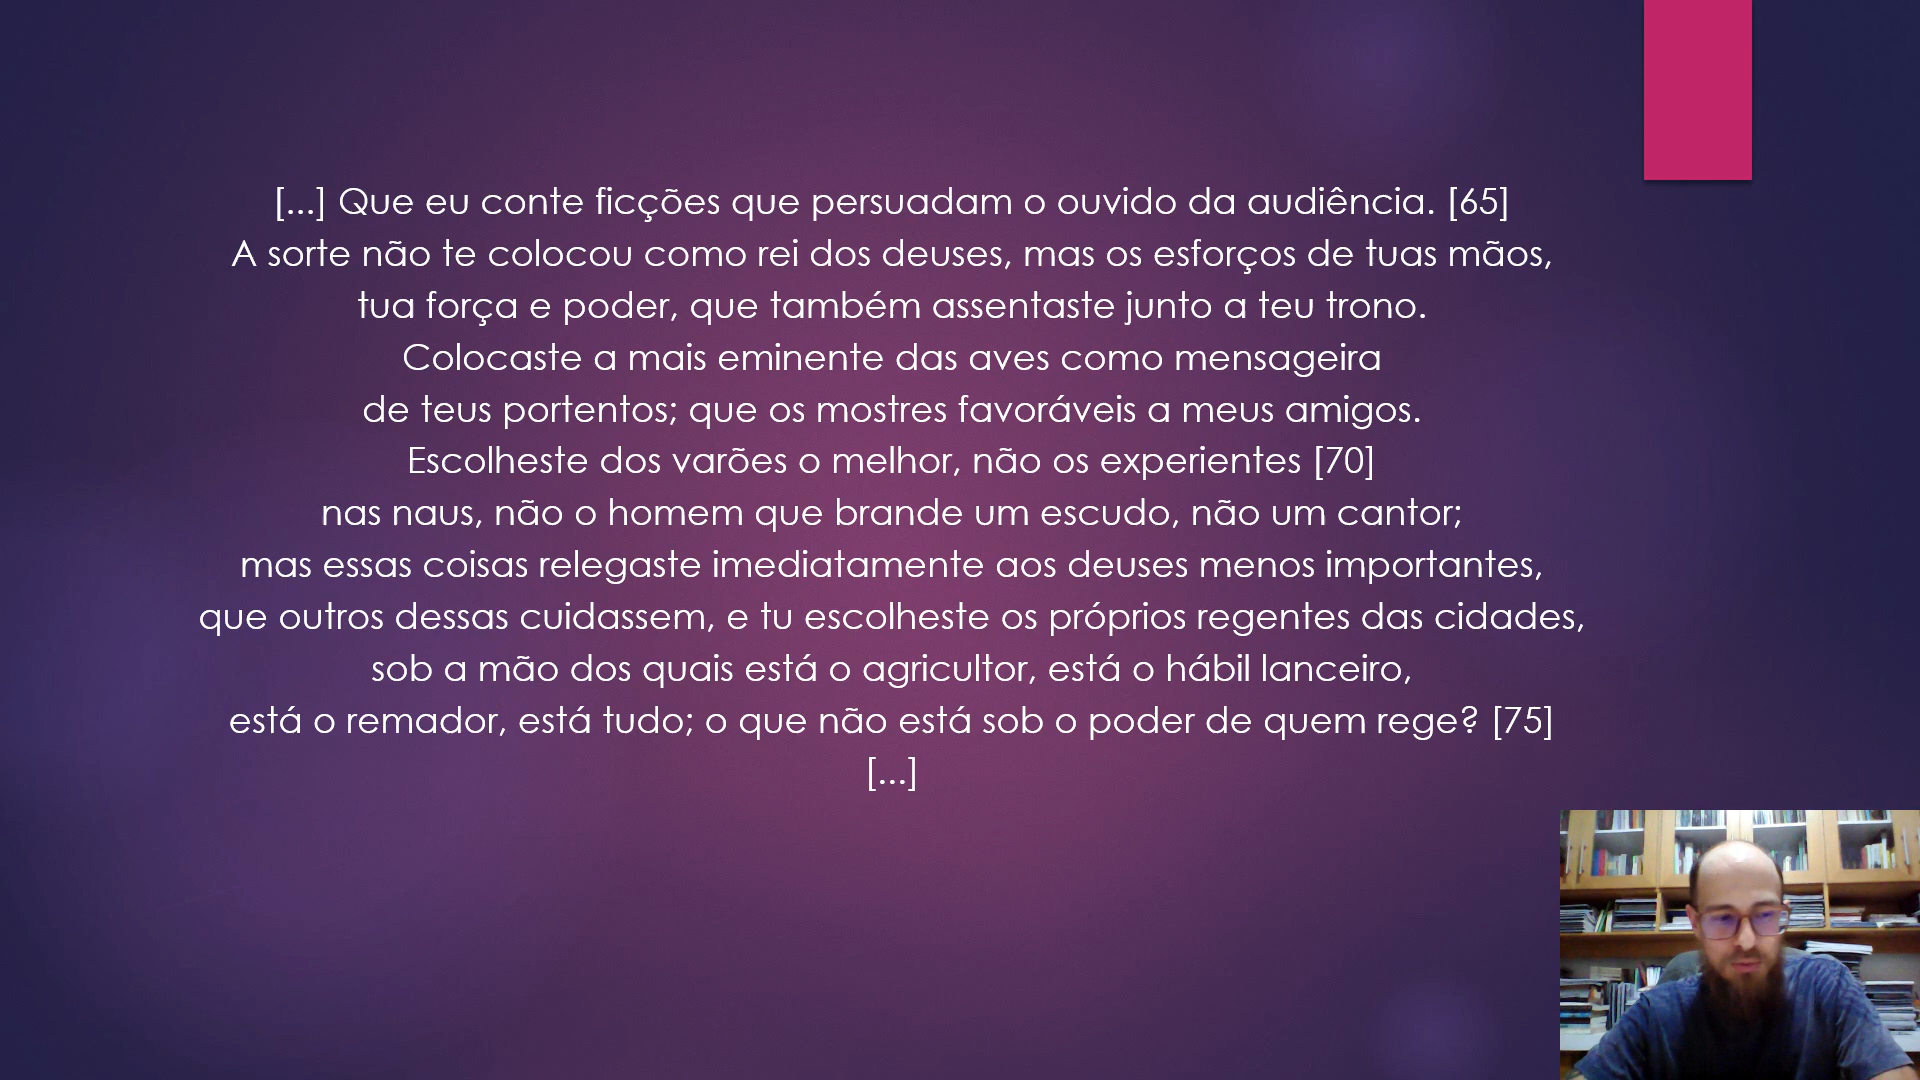 [...] Que eu conte ficções que persuadam o ouvido da audiência. [65]
A sorte não te colocou como rei dos deuses, mas os esforços de tuas mãos,
tua força e poder, que também assentaste junto a teu trono.
Colocaste a mais eminente das aves como mensageira
de teus portentos; que os mostres favoráveis a meus amigos.
Escolheste dos varões o melhor, não os experientes [70]
nas naus, não o homem que brande um escudo, não um cantor;
mas essas coisas relegaste imediatamente aos deuses menos importantes,
que outros dessas cuidassem, e tu escolheste os próprios regentes das cidades,
sob a mão dos quais está o agricultor, está o hábil lanceiro,
está o remador, está tudo; o que não está sob o poder de quem rege? [75]
[...]